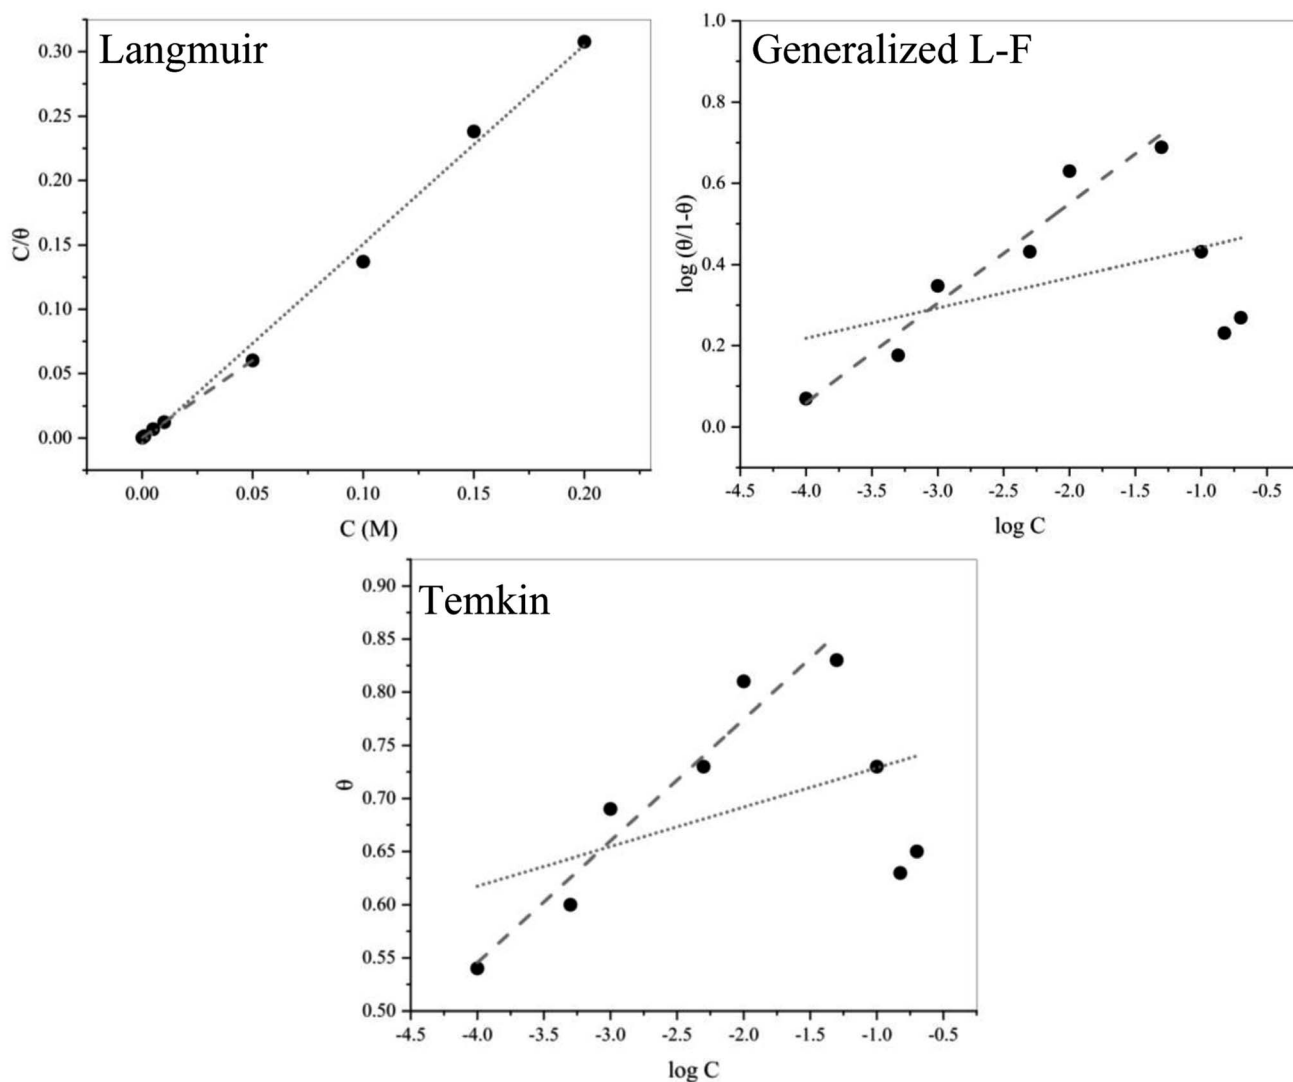 Langmuir
C/θ
0.30
0.25
0.20
0.15
0.10
0.05
0.00
0.00 0.05 0.10 0.15 0.20
C (M)
Generalized L-F
log (θ/1-θ)
1.0
0.8
0.6
0.4
0.2
0.0
-4.5 -4.0 -3.5 -3.0 -2.5 -2.0 -1.5 -1.0 -0.5
log C
Temkin
θ
0.90
0.85
0.80
0.75
0.70
0.65
0.60
0.55
0.50
-4.5 -4.0 -3.5 -3.0 -2.5 -2.0 -1.5 -1.0 -0.5
log C